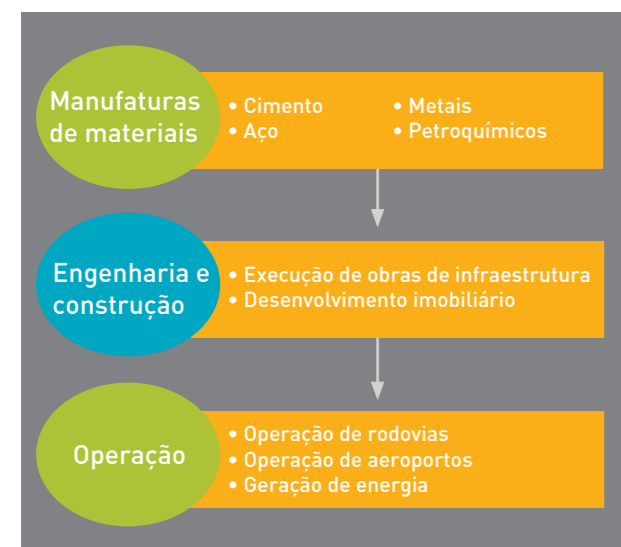 Manufaturas
de materiais
• Cimento
• Aço
• Metais
• Petroquímicos
Engenharia e
construção
• Execução de obras de infraestrutura
• Desenvolvimento imobiliário
Operação
• Operação de rodovias
• Operação de aeroportos
• Geração de energia